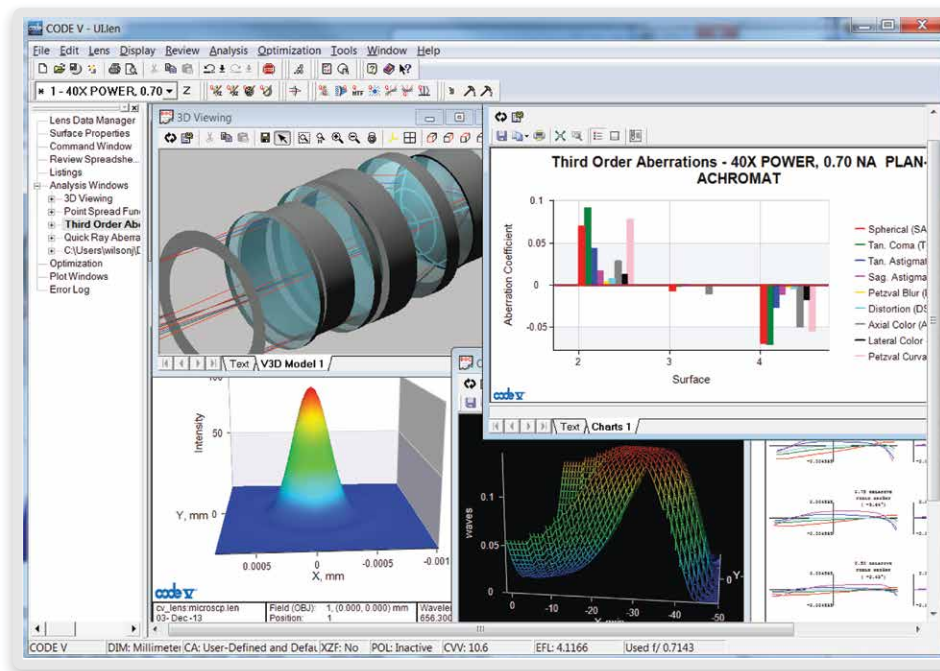 CODE V - UI.len
File Edit Lens Display Review Analysis Optimization Tools Window Help
* 1 - 40X POWER, 0.70 Z
Lens Data Manager
Surface Properties
Command Window
Review Spreadshe...
Listings
Analysis Windows
3D Viewing
Point Spread Fun
Third Order Abe
Quick Ray Aberra
C:\Users\wilsonj\D
Optimization
Plot Windows
Error Log
3D Viewing
Text V3D Model 1
Third Order Aberrations - 40X POWER, 0.70 NA PLAN-
ACHROMAT
Aberration Coefficient
0.1
0.05
0
-0.05
2 3 4
Surface
Spherical (SA
Tan. Coma (T
Tan. Astigmat
Sag. Astigma
Petzval Blur (
Distortion (DS
Axial Color (A
Lateral Color
Petzval Curva
code V
Text Charts 1
Intensity
50
Y, mm 0
0.0005 0 -0.0005 -0.001
X, mm
code V
cv_lens:microscp.len
03- Dec -13
Field (OBJ): 1, (0.000, 0.000) mm
Position: 1
Wavele
656.300
waves
0.1
0.05
0
0 -10 -20 -30 -40 -50
0 Y-
CODE V DIM: Millimeter CA: User-Defined and Defau XZF: No POL: Inactive CVV: 10.6 EFL: 4.1166 Used f/ 0.7143